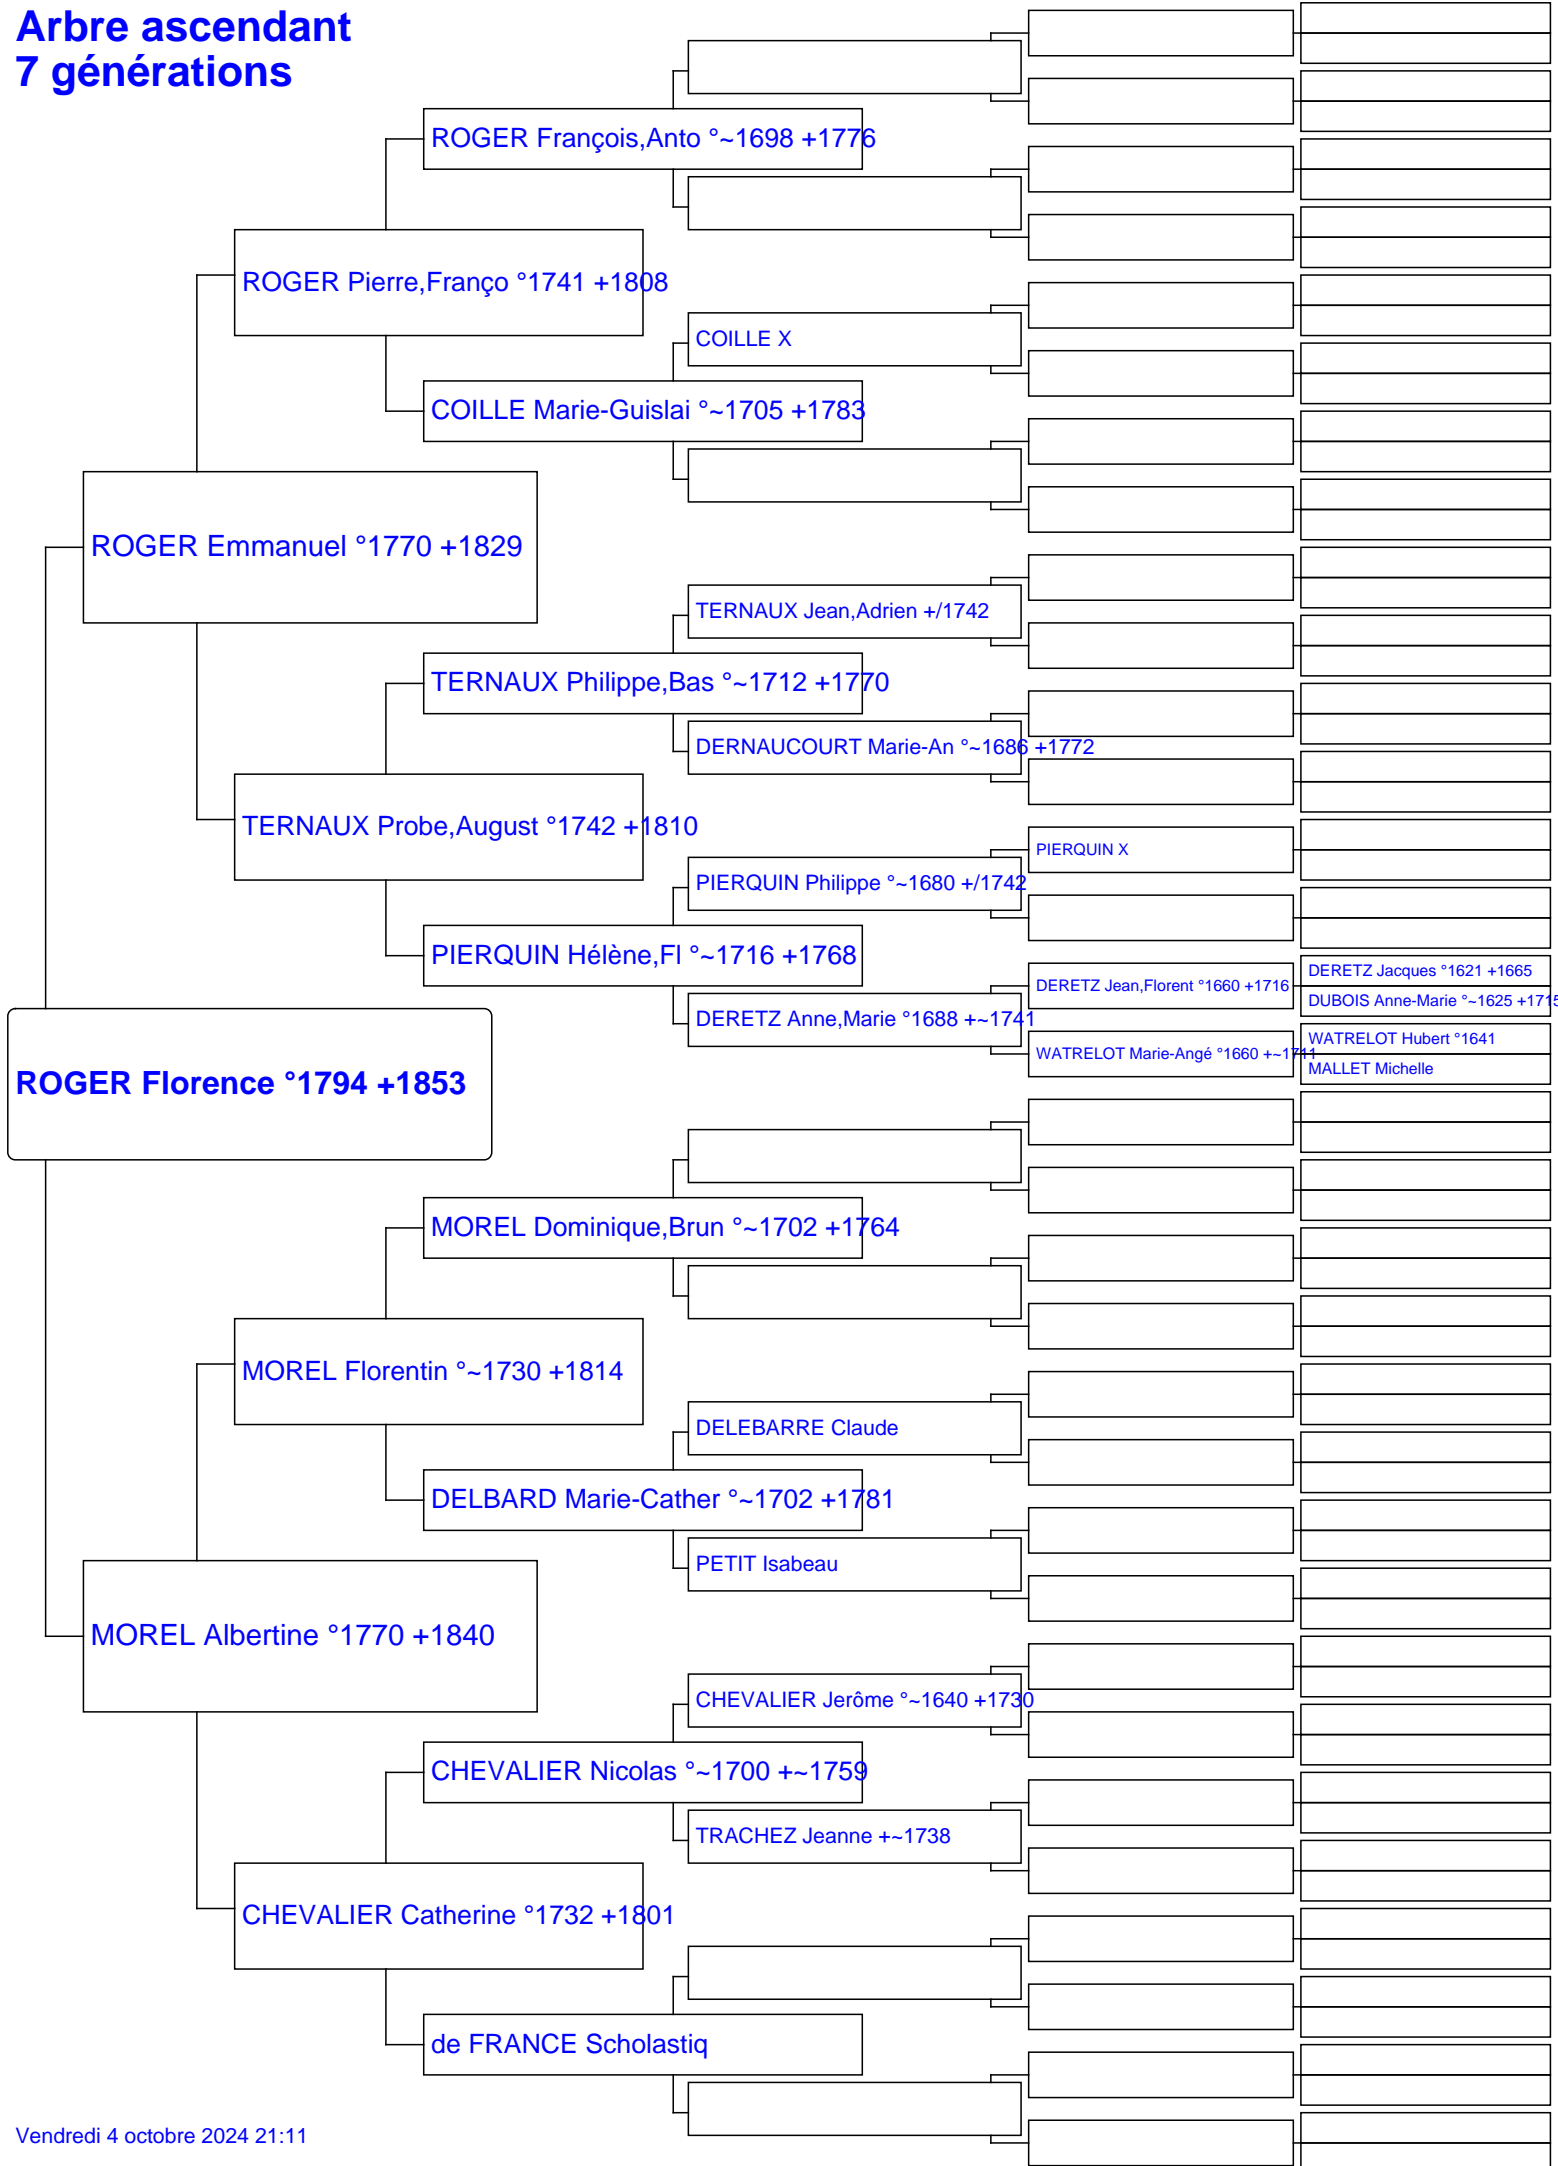 Arbre ascendant
7 générations
ROGER François,Anto °~1698 +1776
ROGER Pierre,Franço °1741 +1808
COILLE X
COILLE Marie-Guislai °~1705 +1783
ROGER Emmanuel °1770 +1829
TERNAUX Jean,Adrien +/1742
TERNAUX Philippe,Bas °~1712 +1770
DERNAUCOURT Marie-An °~1686 +1772
TERNAUX Probe,August °1742 +1810
PIERQUIN X
PIERQUIN Philippe °~1680 +/1742
PIERQUIN Hélène,Fl °~1716 +1768
DERETZ Jacques °1621 +1665
DERETZ Jean,Florent °1660 +1716
DUBOIS Anne-Marie °~1625 +1715
DERETZ Anne,Marie °1688 +~1741
WATRELOT Hubert °1641
WATRELOT Marie-Angé °1660 +~1711
MALLET Michelle
ROGER Florence °1794 +1853
MOREL Dominique,Brun °~1702 +1764
MOREL Florentin °~1730 +1814
DELEBARRE Claude
DELBARD Marie-Cather °~1702 +1781
PETIT Isabeau
MOREL Albertine °1770 +1840
CHEVALIER Jerôme °~1640 +1730
CHEVALIER Nicolas °~1700 +~1759
TRACHEZ Jeanne +~1738
CHEVALIER Catherine °1732 +1801
de FRANCE Scholastiq
Vendredi 4 octobre 2024 21:11